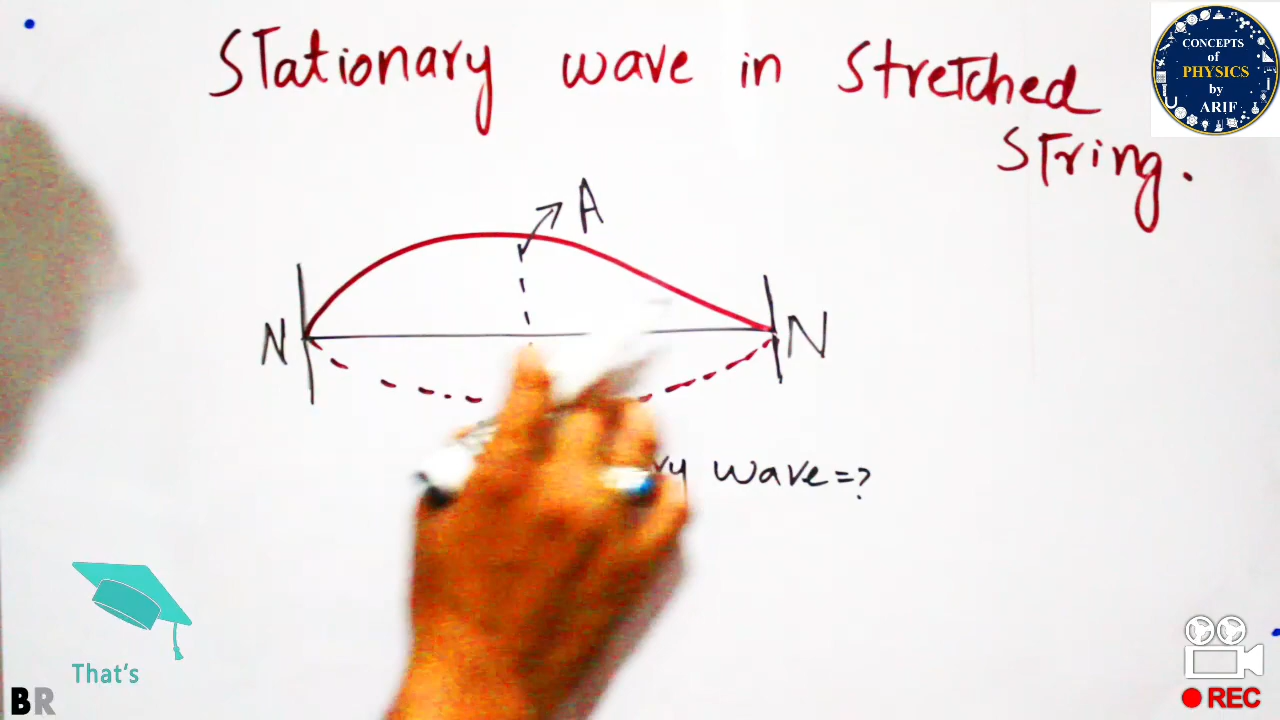 Stationary wave in Stretched
String.
CONCEPTS
of
PHYSICS
by
ARIF
A
N
N
wave=?
That's
BR
REC